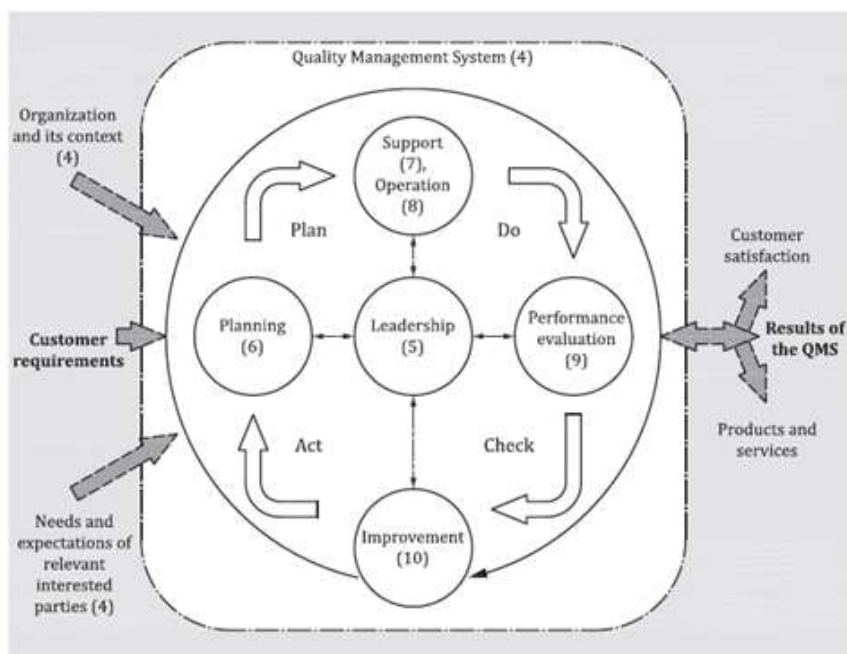 Quality Management System (4)
Organization
and its context
(4)
Support
(7),
Operation
(8)
Plan
Do
Customer
satisfaction
Customer
requirements
Planning
(6)
Leadership
(5)
Performance
evaluation
(9)
Results of
the QMS
Act
Check
Products and
services
Needs and
expectations of
relevant
interested
parties (4)
Improvement
(10)